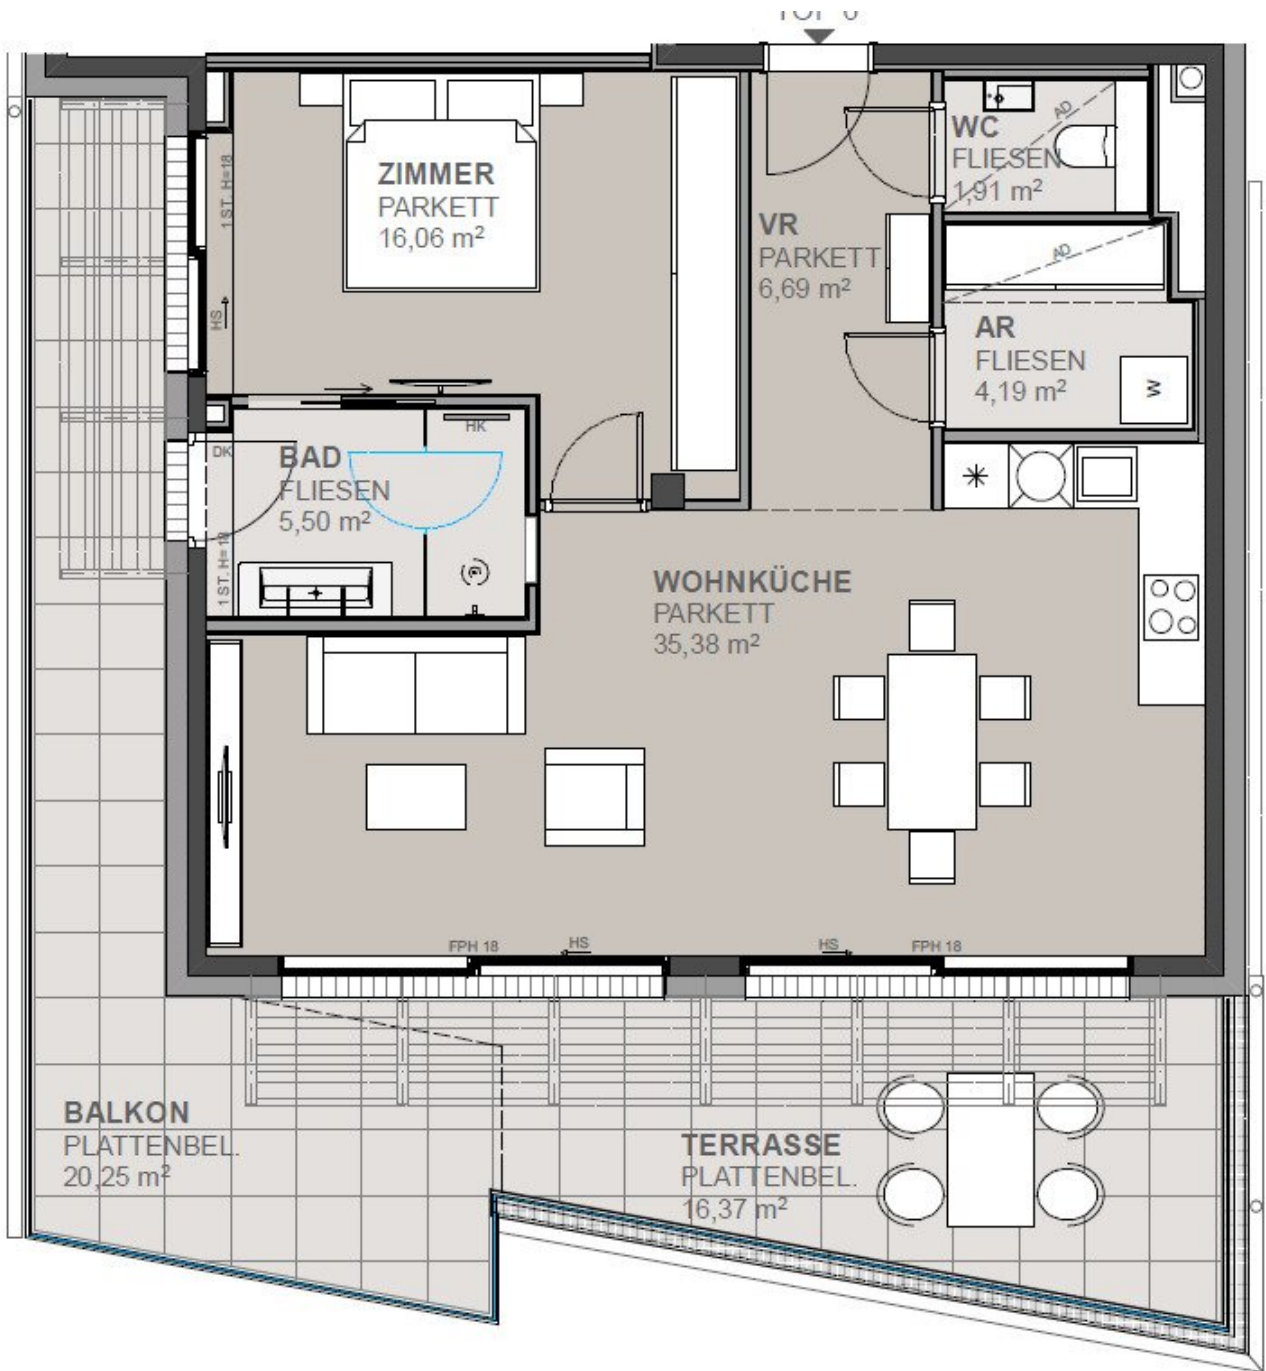 ZIMMER
PARKETT
16,06 m²
WC
FLIESEN
1,91 m²
AD
VR
PARKETT
6,69 m²
AD
AR
FLIESEN
4,19 m²
W
1 ST. H=18
HS
HK
DK
BAD
FLIESEN
5,50 m²
1 ST. H=18
WOHNKÜCHE
PARKETT
35,38 m²
FPH 18
HS
HS
FPH 18
BALKON
PLATTENBEL.
20,25 m²
TERRASSE
PLATTENBEL.
16,37 m²